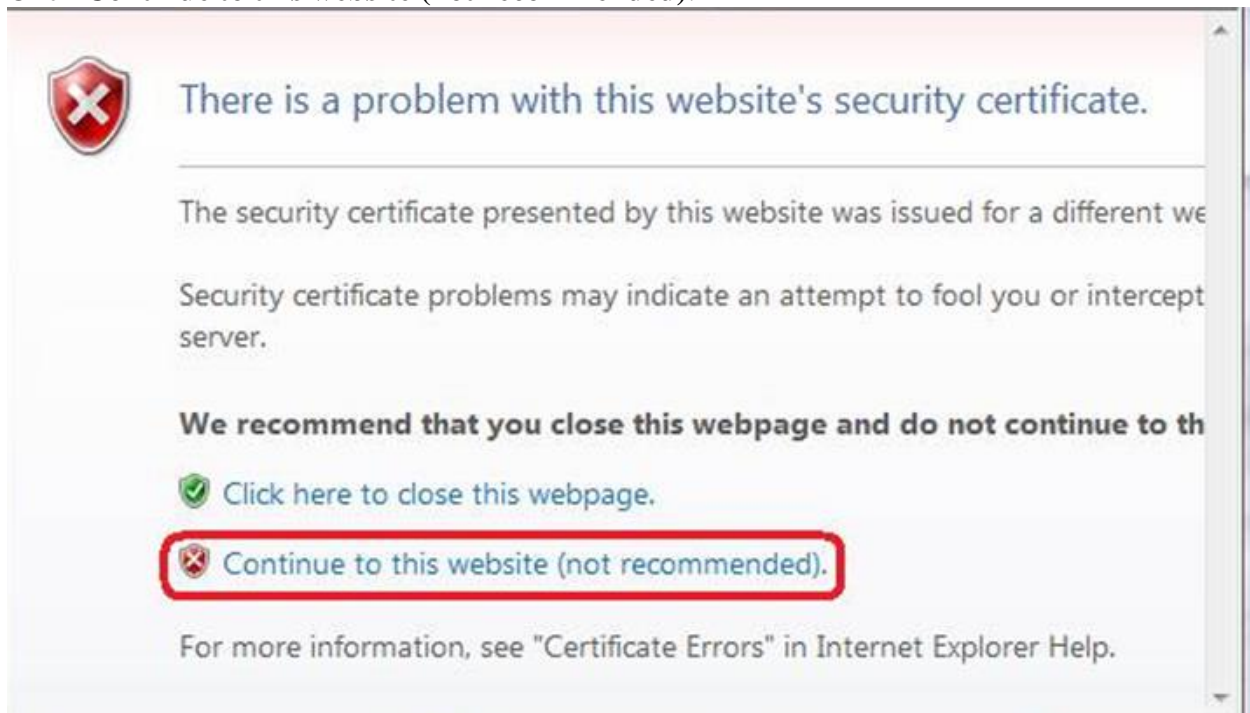 There is a problem with this website's security certificate.
The security certificate presented by this website was issued for a different we
Security certificate problems may indicate an attempt to fool you or intercept
server.
We recommend that you close this webpage and do not continue to th
Click here to close this webpage.
Continue to this website (not recommended).
For more information, see "Certificate Errors" in Internet Explorer Help.